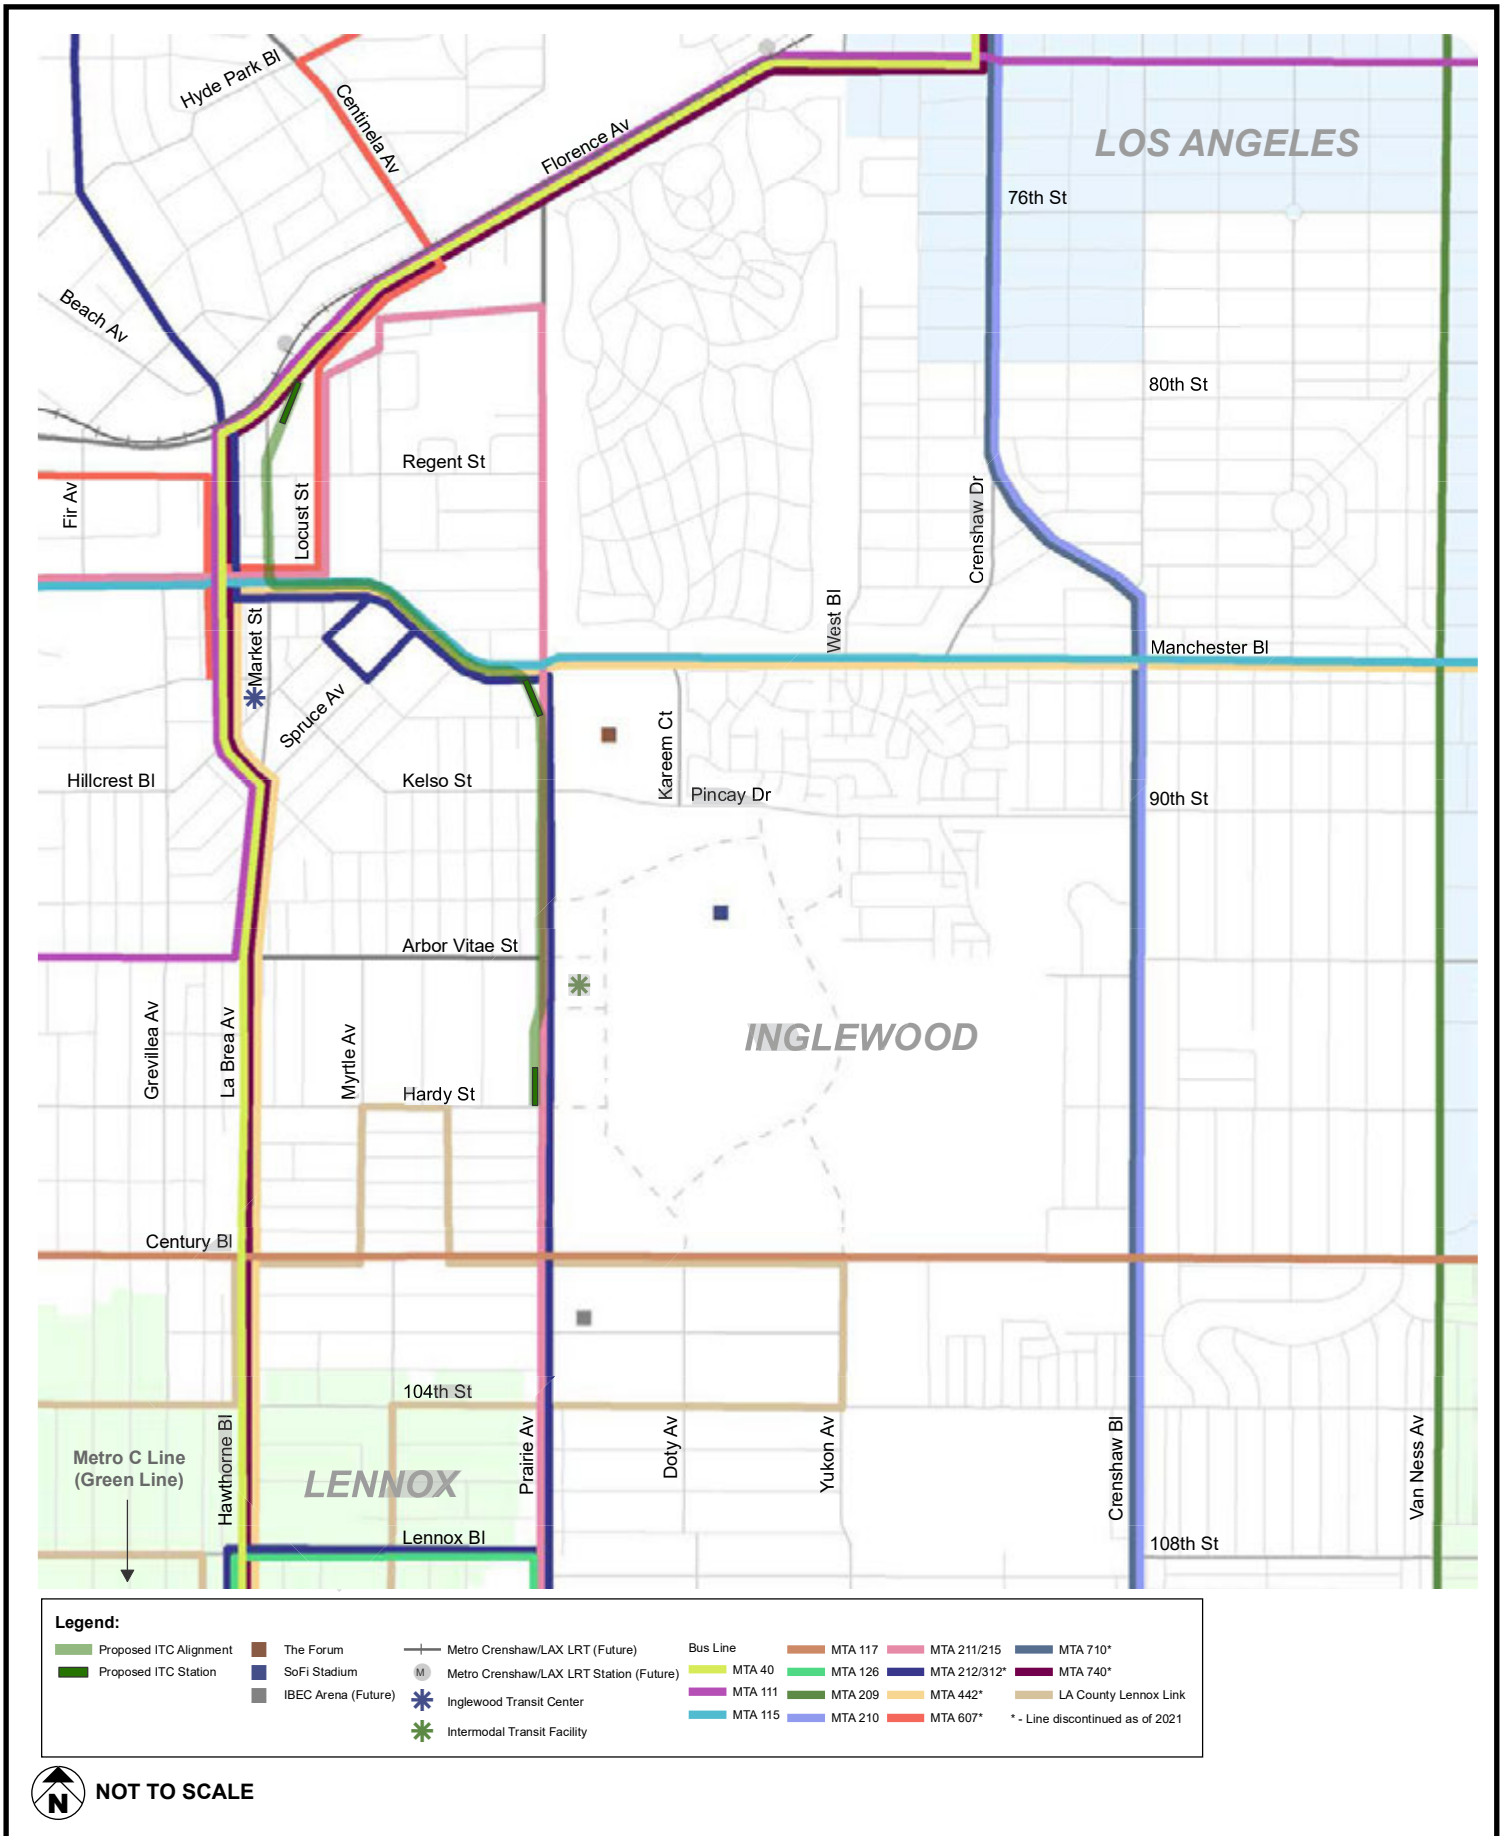 Hyde Park Bl
Centinela Av
Florence Av
LOS ANGELES
76th St
Beach Av
80th St
Regent St
Fir Av
Locust St
Crenshaw Dr
West Bl
Market St
Manchester Bl
Spruce Av
Kareem Ct
Hillcrest Bl
Kelso St
Pincay Dr
90th St
Arbor Vitae St
Grevillea Av
La Brea Av
Myrtle Av
INGLEWOOD
Hardy St
Century Bl
104th St
Metro C Line
(Green Line)
Hawthorne Bl
LENNOX
Prairie Av
Doty Av
Yukon Av
Crenshaw Bl
Van Ness Av
Lennox Bl
108th St
Legend:
Proposed ITC Alignment
Proposed ITC Station
The Forum
SoFi Stadium
IBEC Arena (Future)
Metro Crenshaw/LAX LRT (Future)
M
Metro Crenshaw/LAX LRT Station (Future)
Inglewood Transit Center
Intermodal Transit Facility
Bus Line
MTA 40
MTA 111
MTA 115
MTA 117
MTA 126
MTA 209
MTA 210
MTA 211/215
MTA 212/312*
MTA 442*
MTA 607*
MTA 710*
MTA 740*
LA County Lennox Link
* - Line discontinued as of 2021
N
NOT TO SCALE